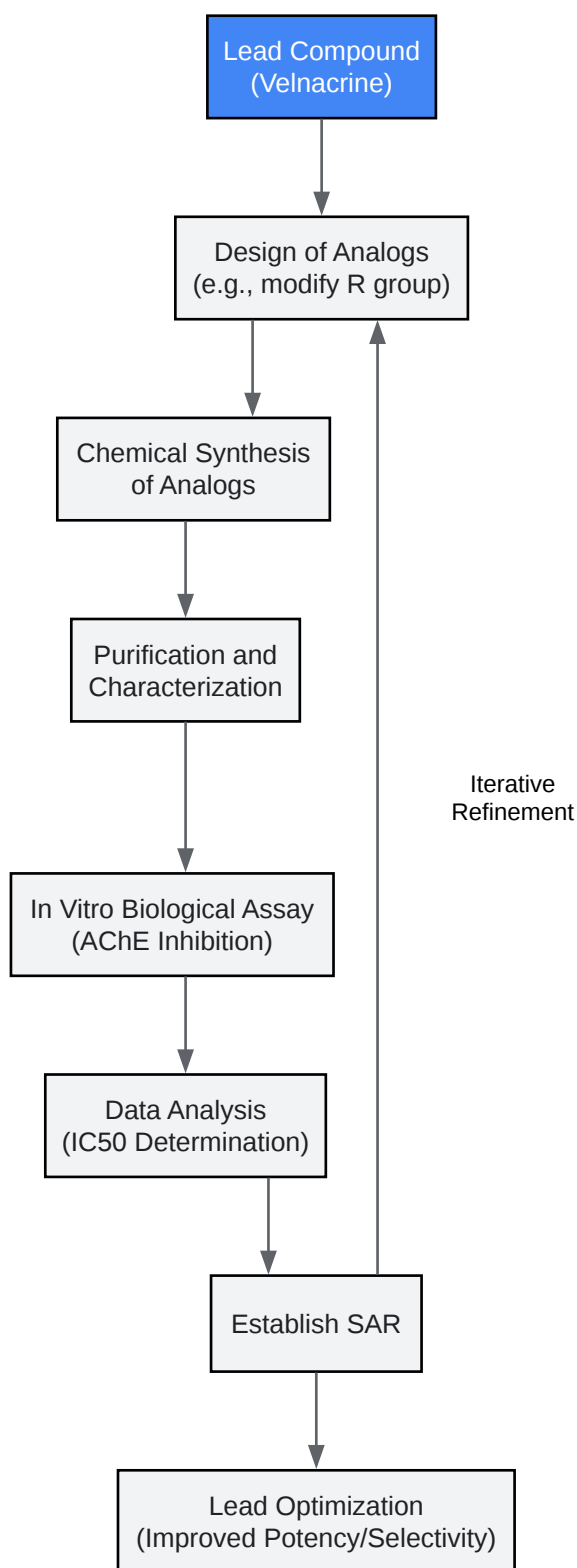 Lead Compound
(Velnacrine)
Design of Analogs
(e.g., modify R group)
Chemical Synthesis
of Analogs
Purification and
Characterization
Iterative
Refinement
In Vitro Biological Assay
(AChE Inhibition)
Data Analysis
(IC50 Determination)
Establish SAR
Lead Optimization
(Improved Potency/Selectivity)